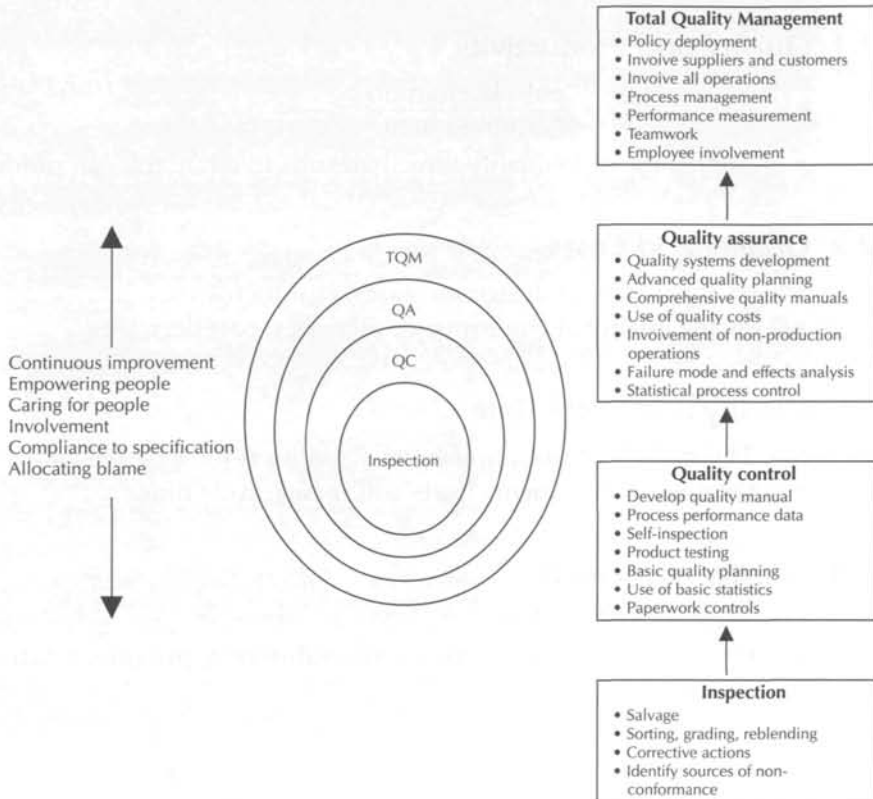 Continuous improvement
Empowering people
Caring for people
Involvement
Compliance to specification
Allocating blame
TQM
QA
QC
Inspection
Total Quality Management
• Policy deployment
• Invoive suppliers and customers
• Invoive all operations
• Process management
• Performance measurement
• Teamwork
• Employee involvement
Quality assurance
• Quality systems development
• Advanced quality planning
• Comprehensive quality manuals
• Use of quality costs
• Involvement of non-production
operations
• Failure mode and effects analysis
• Statistical process control
Quality control
• Develop quality manual
• Process performance data
• Self-inspection
• Product testing
• Basic quality planning
• Use of basic statistics
• Paperwork controls
Inspection
• Salvage
• Sorting, grading, reblending
• Corrective actions
• Identify sources of non-
conformance